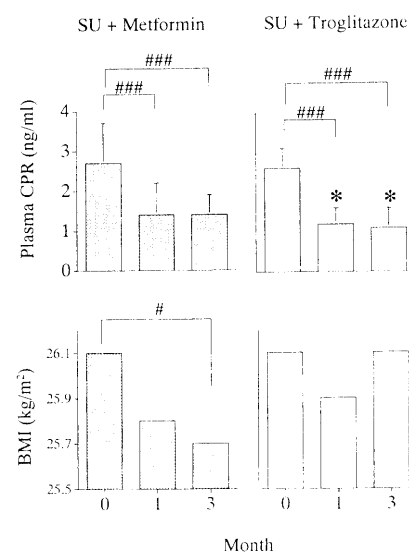 SU + Metformin SU + Troglitazone
### ###
### ###
Plasma CPR (ng/ml)
4
3
2
1
0
* *
#
BMI (kg/m²)
26.1
25.9
25.7
25.5
0 1 3 0 1 3
Month